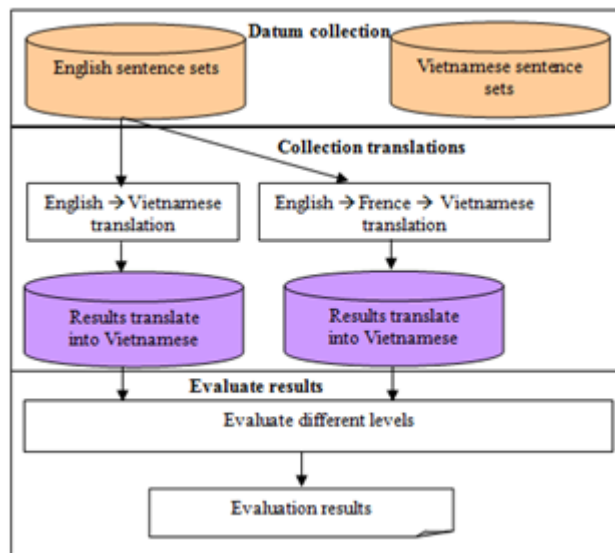 Datum collection
English sentence sets
Vietnamese sentence
sets
Collection translations
English → Vietnamese
translation
English → Frence → Vietnamese
translation
Results translate
into Vietnamese
Results translate
into Vietnamese
Evaluate results
Evaluate different levels
Evaluation results